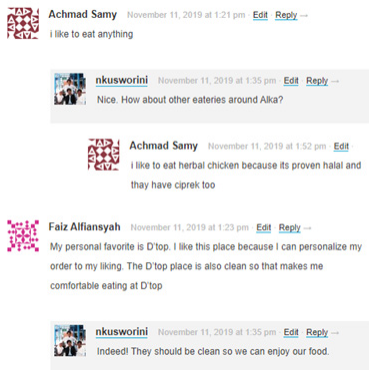 Achmad Samy November 11, 2019 at 1:21 pm · Edit · Reply →
i like to eat anything
nkusworini November 11, 2019 at 1:35 pm · Edit · Reply →
Nice. How about other eateries around Alka?
Achmad Samy November 11, 2019 at 1:52 pm · Edit ·
i like to eat herbal chicken because its proven halal and
thay have ciprek too
Faiz Alfiansyah November 11, 2019 at 1:23 pm · Edit · Reply →
My personal favorite is D'top. I like this place because I can personalize my
order to my liking. The D'top place is also clean so that makes me
comfortable eating at D'top
nkusworini November 11, 2019 at 1:35 pm · Edit · Reply →
Indeed! They should be clean so we can enjoy our food.